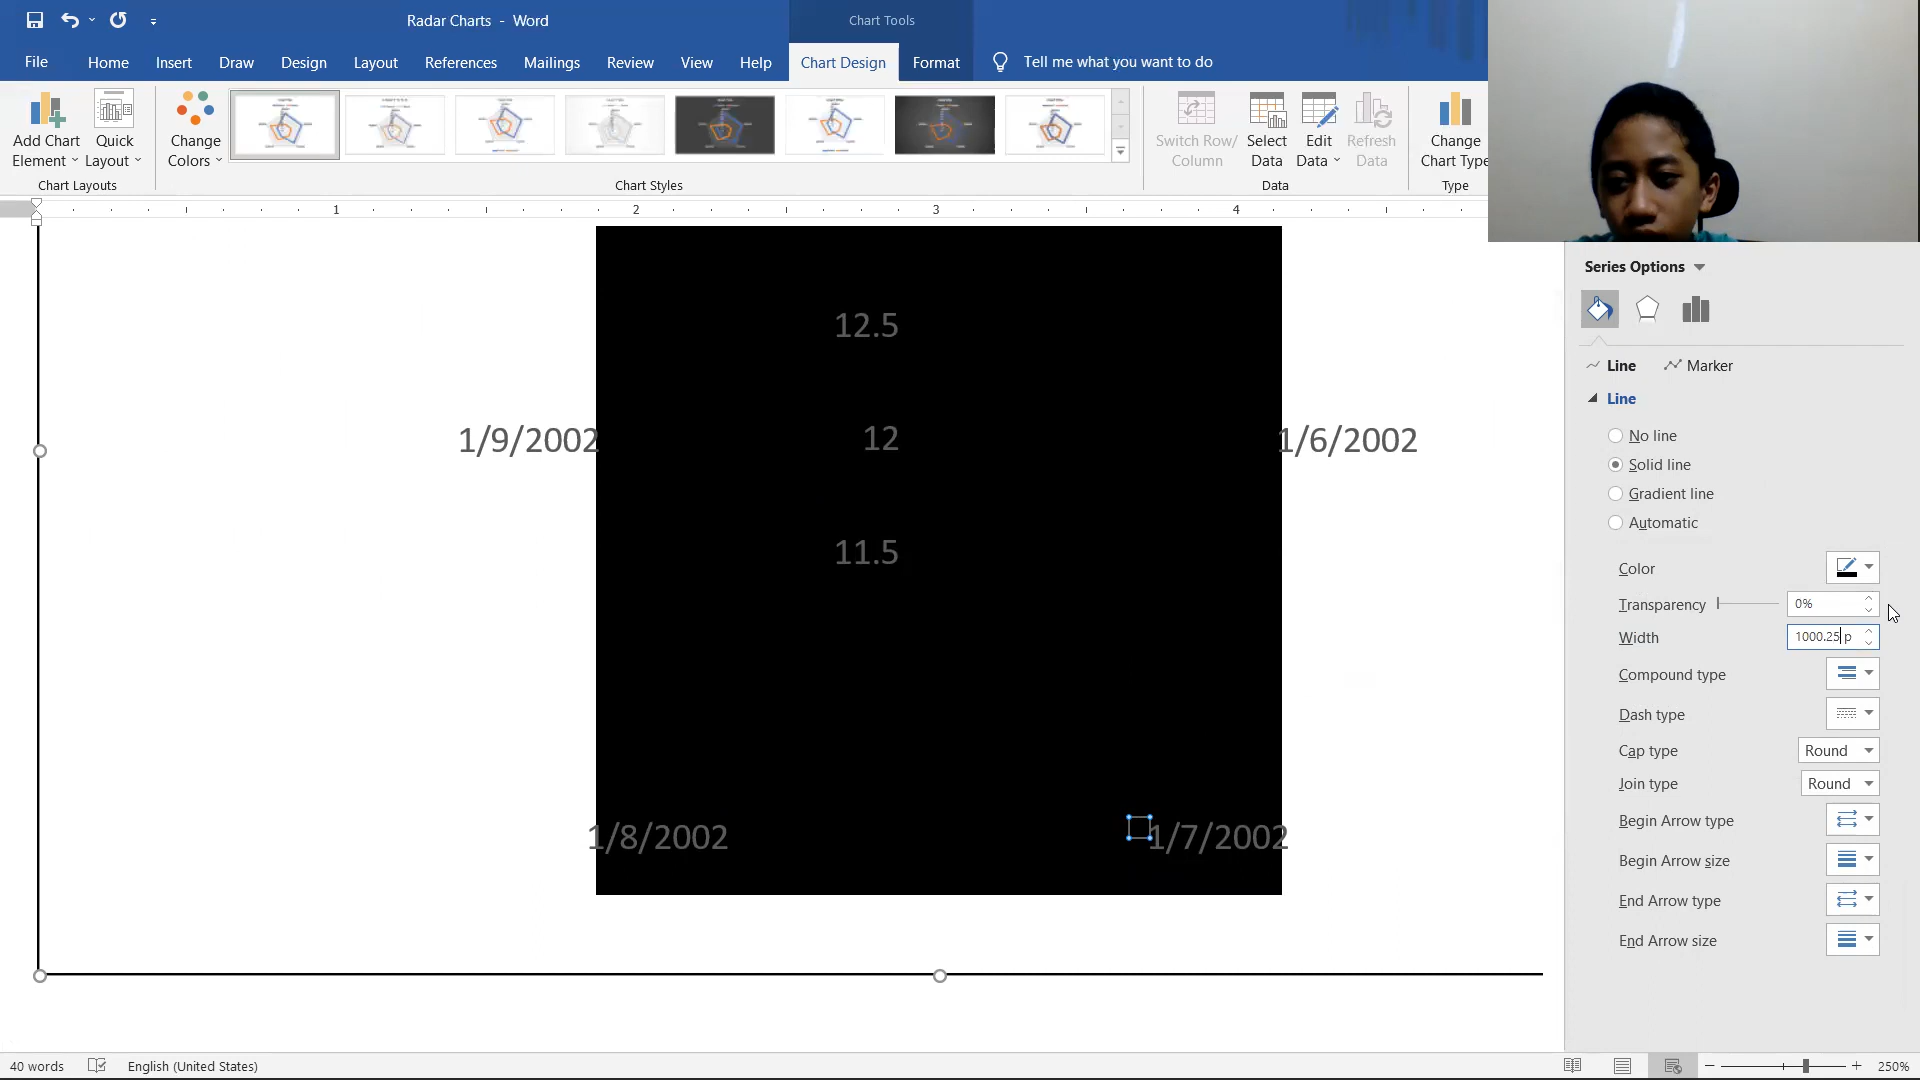 Radar Charts - Word
Chart Tools
File
Home
Insert
Draw
Design
Layout
References
Mailings
Review
View
Help
Chart Design
Format
Tell me what you want to do
Add Chart Element
Quick Layout
Change Colors
Switch Row/Column
Select Data
Edit Data
Refresh Data
Change Chart Type
Chart Layouts
Chart Styles
Data
Type
1 2 3 4
12.5
1/9/2002
12
1/6/2002
11.5
1/8/2002
1/7/2002
Series Options
Line
Marker
Line
No line
Solid line
Gradient line
Automatic
Color
Transparency 0%
Width 1000.25 p
Compound type
Dash type
Cap type Round
Join type Round
Begin Arrow type
Begin Arrow size
End Arrow type
End Arrow size
40 words
English (United States)
250%